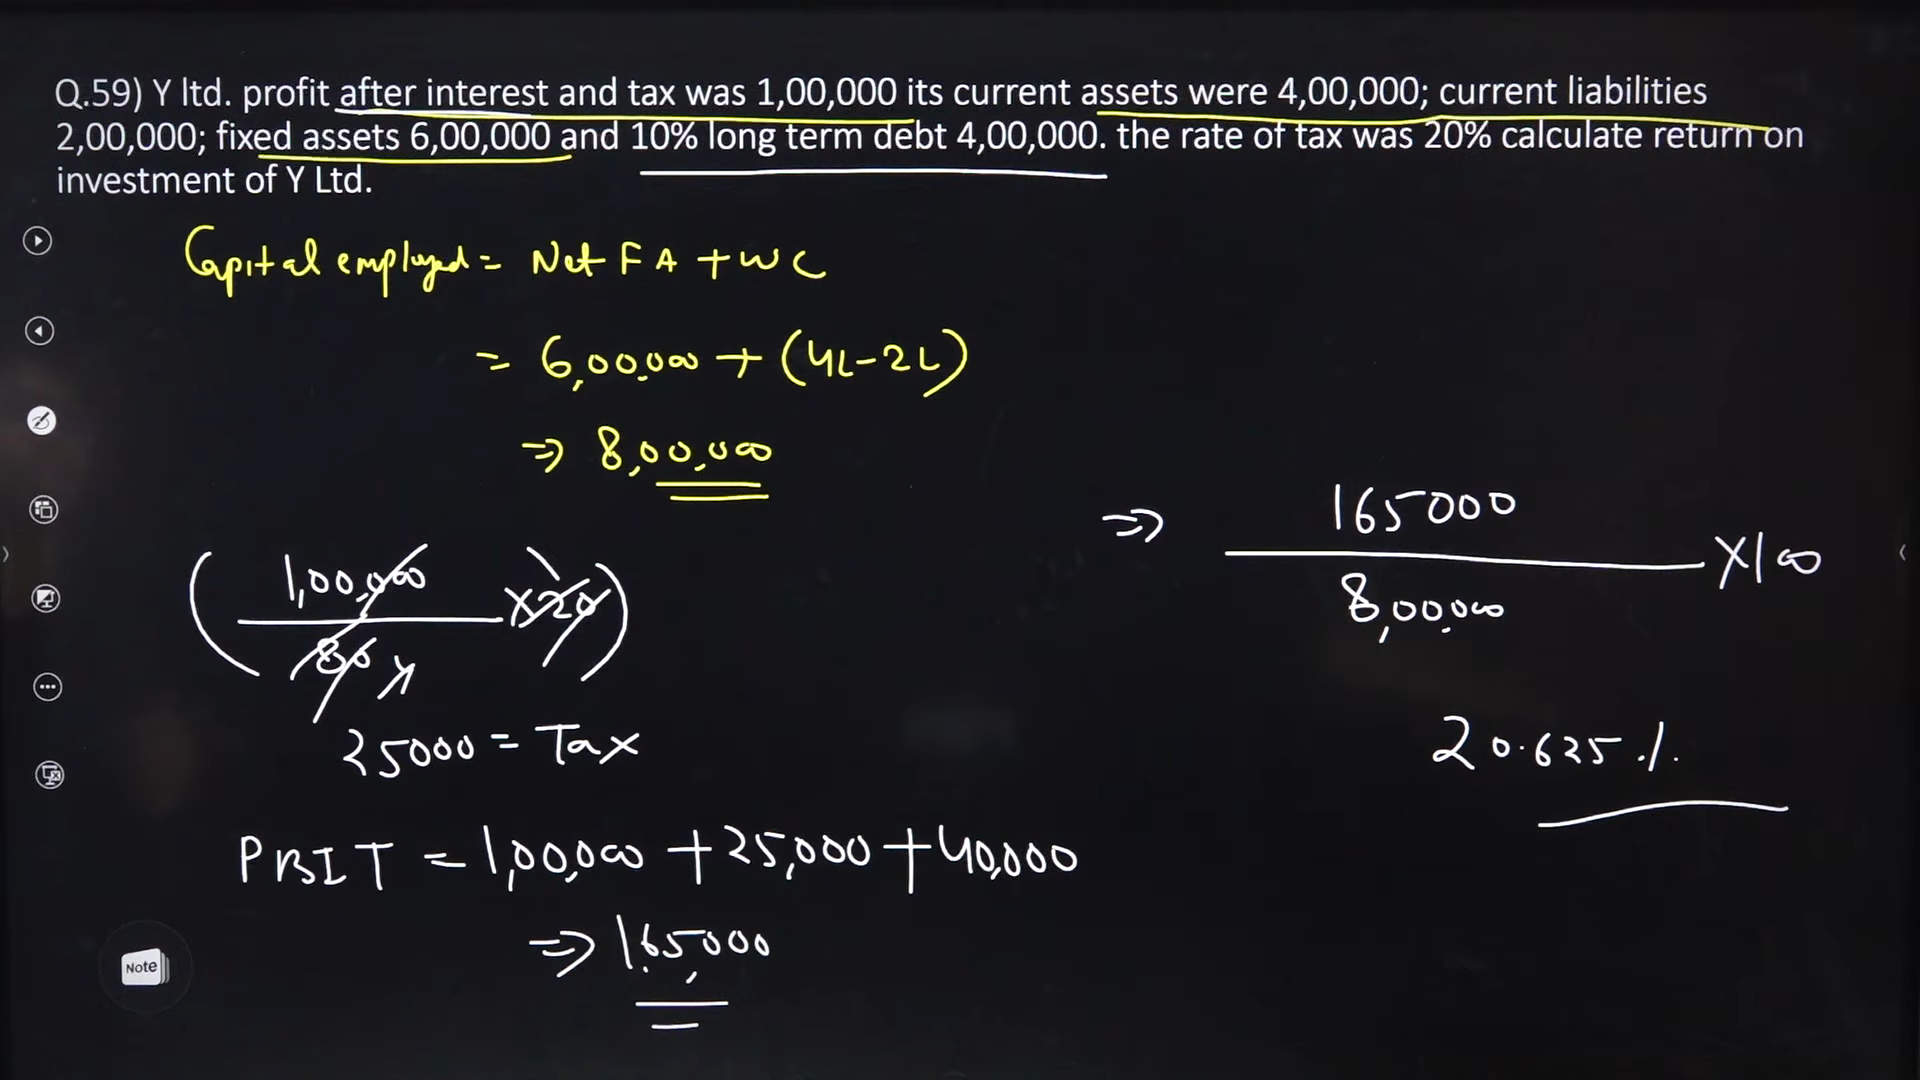 Q.59) Y ltd. profit after interest and tax was 1,00,000 its current assets were 4,00,000; current liabilities
2,00,000; fixed assets 6,00,000 and 10% long term debt 4,00,000. the rate of tax was 20% calculate return on
investment of Y Ltd.
Capital employed = Net FA + WC
= 6,00,000 + (4L-2L)
⇒ 8,00,000
(1,00,000
x20)
80
25000 = Tax
PBIT = 1,00,000 + 25,000 + 40,000
⇒ 1,65,000
⇒ 165000
8,00,000
X100
20.625 %.
Note